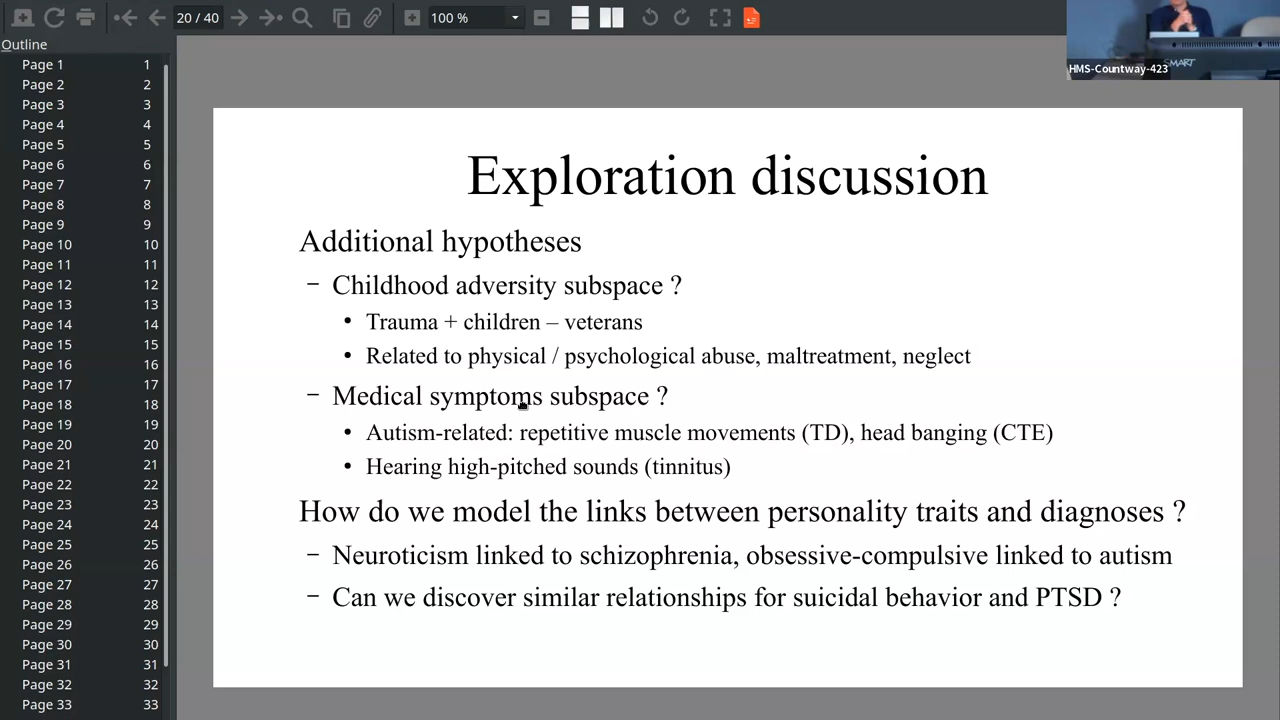 20 / 40
100 %
HMS-Countway-423
SMART
Outline
Page 1 1
Page 2 2
Page 3 3
Page 4 4
Page 5 5
Page 6 6
Page 7 7
Page 8 8
Page 9 9
Page 10 10
Page 11 11
Page 12 12
Page 13 13
Page 14 14
Page 15 15
Page 16 16
Page 17 17
Page 18 18
Page 19 19
Page 20 20
Page 21 21
Page 22 22
Page 23 23
Page 24 24
Page 25 25
Page 26 26
Page 27 27
Page 28 28
Page 29 29
Page 30 30
Page 31 31
Page 32 32
Page 33 33
Exploration discussion
Additional hypotheses
– Childhood adversity subspace ?
• Trauma + children – veterans
• Related to physical / psychological abuse, maltreatment, neglect
– Medical symptoms subspace ?
• Autism-related: repetitive muscle movements (TD), head banging (CTE)
• Hearing high-pitched sounds (tinnitus)
How do we model the links between personality traits and diagnoses ?
– Neuroticism linked to schizophrenia, obsessive-compulsive linked to autism
– Can we discover similar relationships for suicidal behavior and PTSD ?